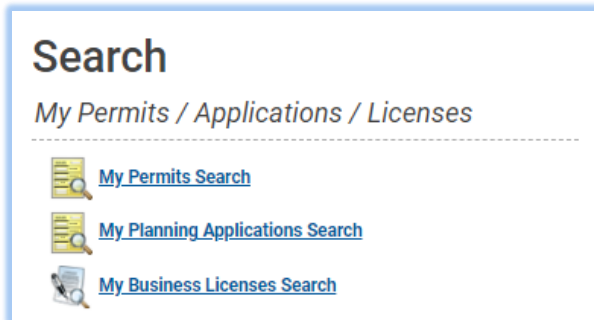 Search
My Permits / Applications / Licenses
My Permits Search
My Planning Applications Search
My Business Licenses Search